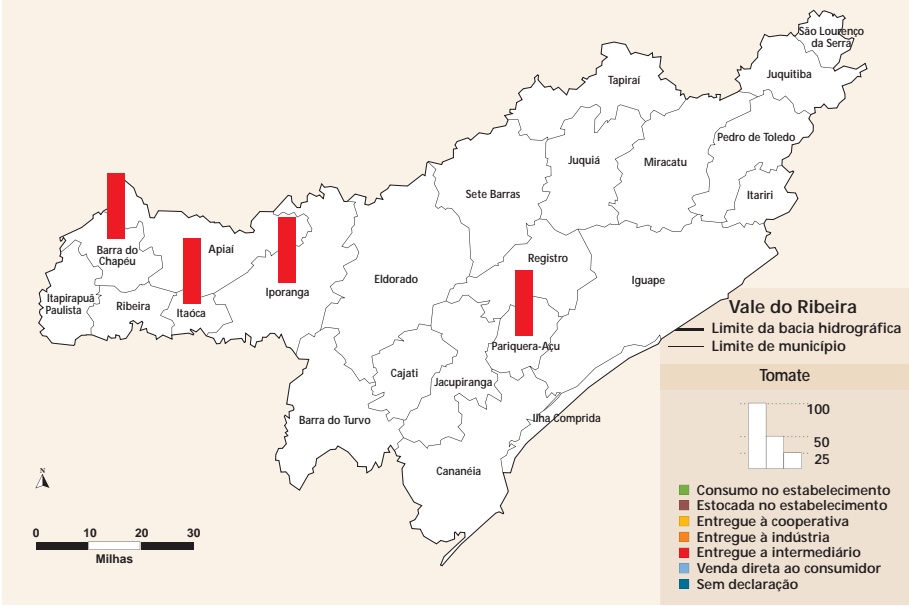 São Lourenço
da Serra
Juquitiba
Tapiraí
Pedro de Toledo
Juquiá
Miracatu
Itariri
Sete Barras
Barra do
Chapéu
Apiaí
Registro
Eldorado
Iguape
Iporanga
Itapirapuã
Paulista
Ribeira
Itaóca
Pariquera-Açu
Cajati
Jacupiranga
Barra do Turvo
Ilha Comprida
Cananéia
N
0 10 20 30
Milhas
Vale do Ribeira
Limite da bacia hidrográfica
Limite de município
Tomate
100
50
25
Consumo no estabelecimento
Estocada no estabelecimento
Entregue à cooperativa
Entregue à indústria
Entregue a intermediário
Venda direta ao consumidor
Sem declaração